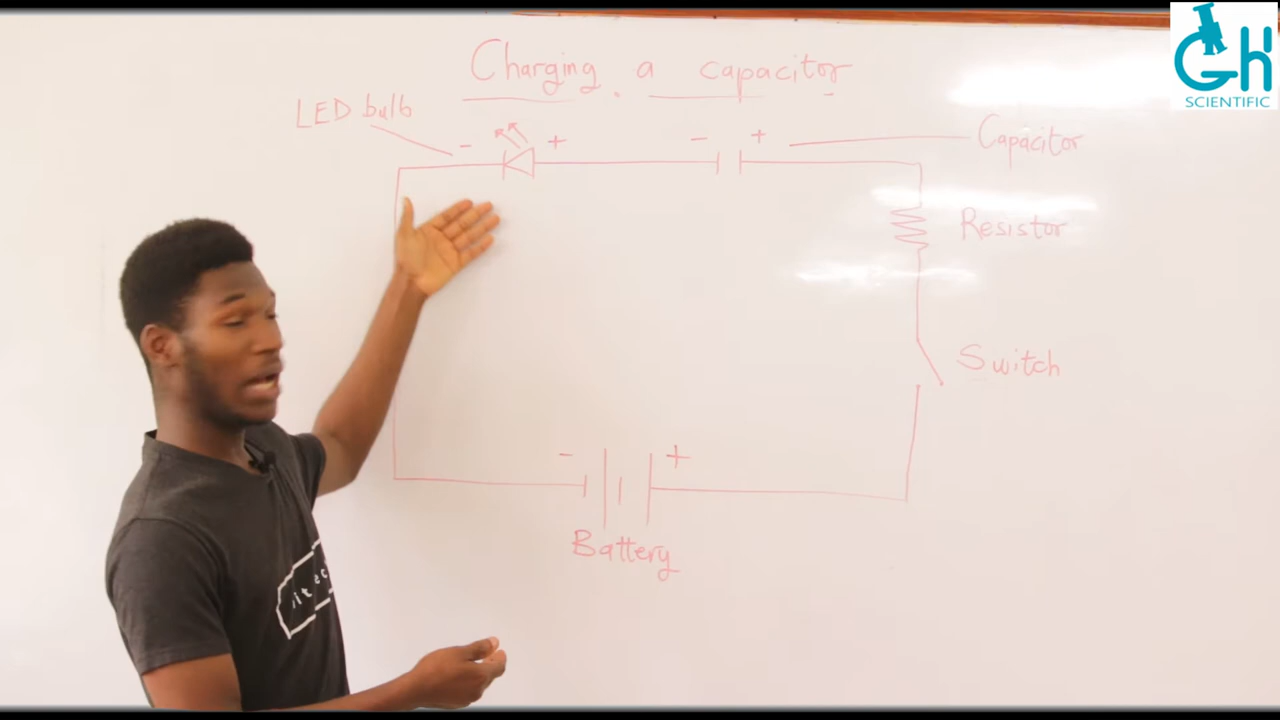 Charging a capacitor
LED bulb
- +
- +
Capacitor
Resistor
Switch
- +
Battery
GH
SCIENTIFIC